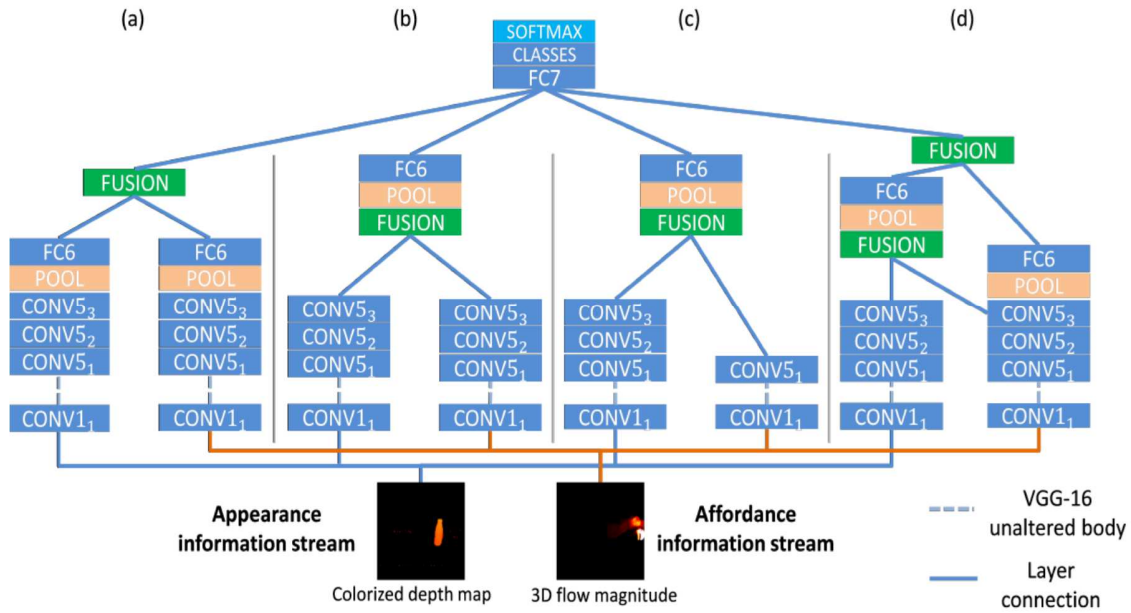 (a) (b) (c) (d)
SOFTMAX
CLASSES
FC7
FUSION
FC6
POOL
CONV5₃
CONV5₂
CONV5₁
CONV1₁
FC6
POOL
CONV5₃
CONV5₂
CONV5₁
CONV1₁
FC6
POOL
FUSION
CONV5₃
CONV5₂
CONV5₁
CONV1₁
CONV5₃
CONV5₂
CONV5₁
CONV1₁
FC6
POOL
FUSION
CONV5₃
CONV5₂
CONV5₁
CONV1₁
CONV5₁
CONV1₁
FUSION
FC6
POOL
FUSION
CONV5₃
CONV5₂
CONV5₁
CONV1₁
FC6
POOL
CONV5₃
CONV5₂
CONV5₁
CONV1₁
Appearance
information stream
Colorized depth map
3D flow magnitude
Affordance
information stream
VGG-16
unaltered body
Layer
connection